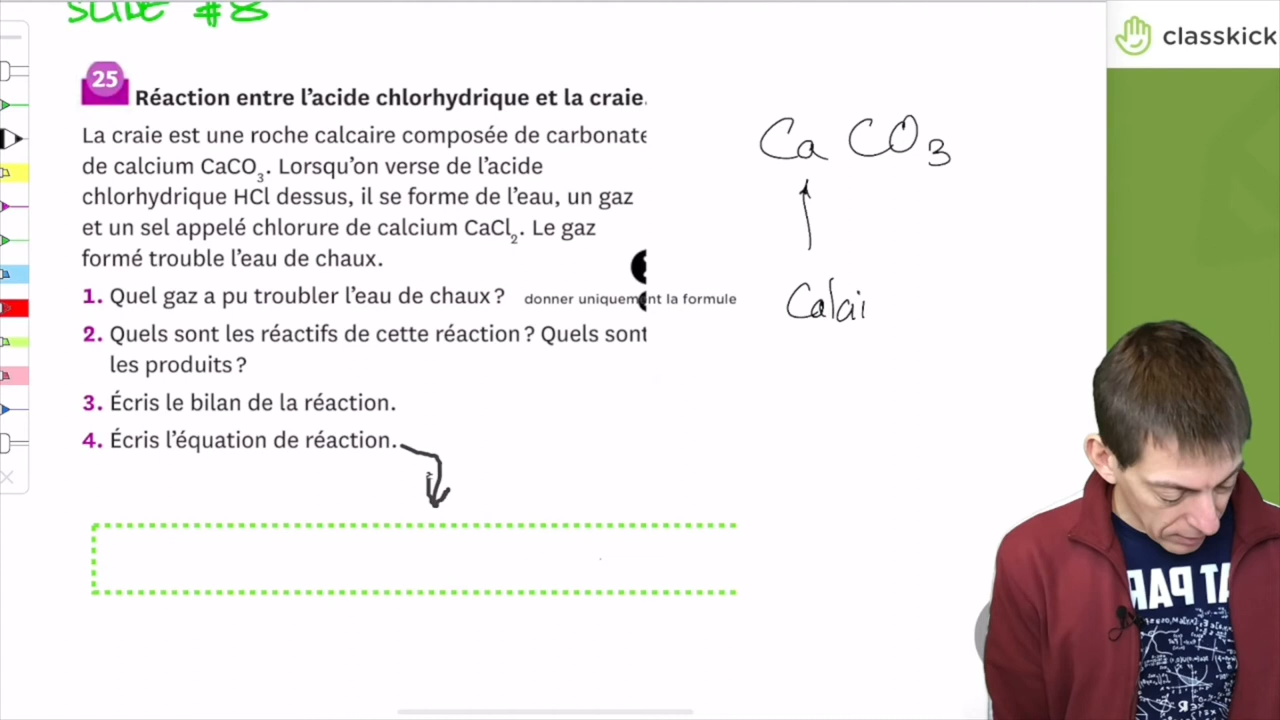 SLIDE #8
classkick
25
Réaction entre l'acide chlorhydrique et la craie.
La craie est une roche calcaire composée de carbonate
de calcium CaCO₃. Lorsqu'on verse de l'acide
chlorhydrique HCl dessus, il se forme de l'eau, un gaz
et un sel appelé chlorure de calcium CaCl₂. Le gaz
formé trouble l'eau de chaux.
1. Quel gaz a pu troubler l'eau de chaux ? donner uniquement la formule
2. Quels sont les réactifs de cette réaction ? Quels sont
les produits ?
3. Écris le bilan de la réaction.
4. Écris l'équation de réaction.
Ca CO₃
Calci
AT PAR